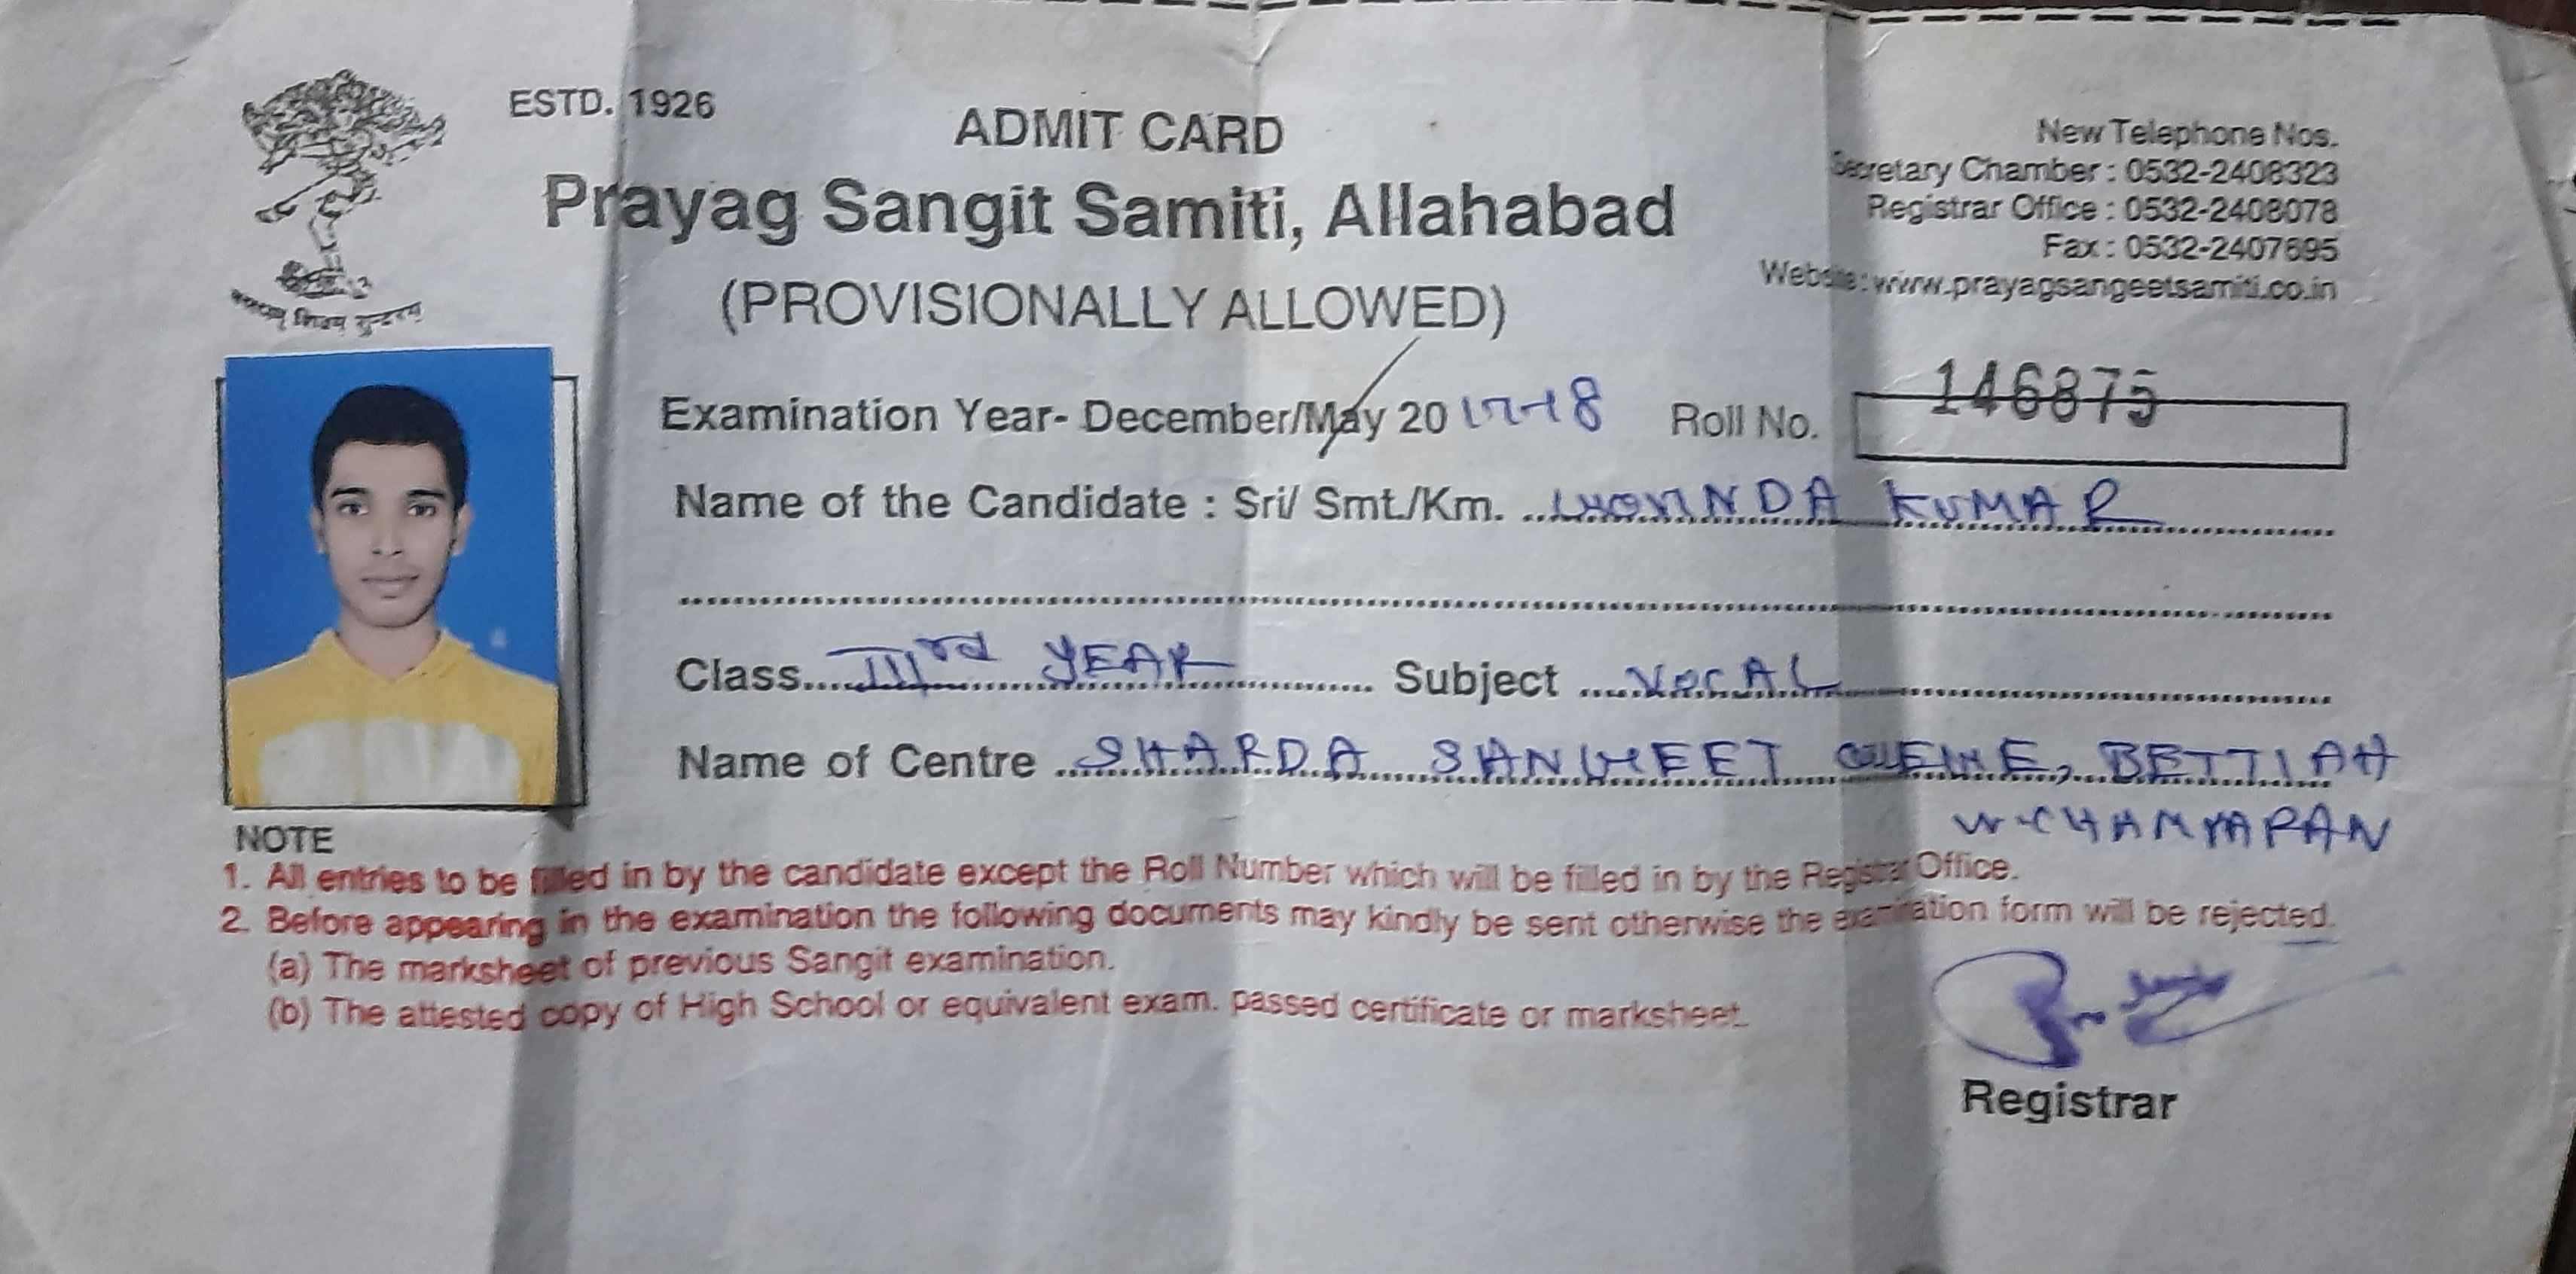 ESTD. 1926
ADMIT CARD
Prayag Sangit Samiti, Allahabad
(PROVISIONALLY ALLOWED)
New Telephone Nos.
Secretary Chamber : 0532-2408323
Registrar Office : 0532-2408078
Fax : 0532-2407695
Website: www.prayagsangeetsamiti.co.in
सत्यम् शिवम् सुन्दरम्
Examination Year- December/May 20 17-18 Roll No. 146875
Name of the Candidate : Sri/ Smt./Km. GOVINDA KUMAR
Class IIIrd YEAR Subject VOCAL
Name of Centre SHARDA SANGEET COLLEGE, BETTIAH
W-CHAMPARAN
NOTE
1. All entries to be filled in by the candidate except the Roll Number which will be filled in by the Registrar Office.
2. Before appearing in the examination the following documents may kindly be sent otherwise the examination form will be rejected.
(a) The marksheet of previous Sangit examination.
(b) The attested copy of High School or equivalent exam. passed certificate or marksheet.
Registrar